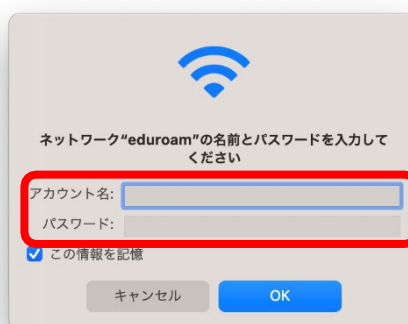 ネットワーク“eduroam”の名前とパスワードを入力して
ください
アカウント名:
パスワード:
この情報を記憶
キャンセル OK